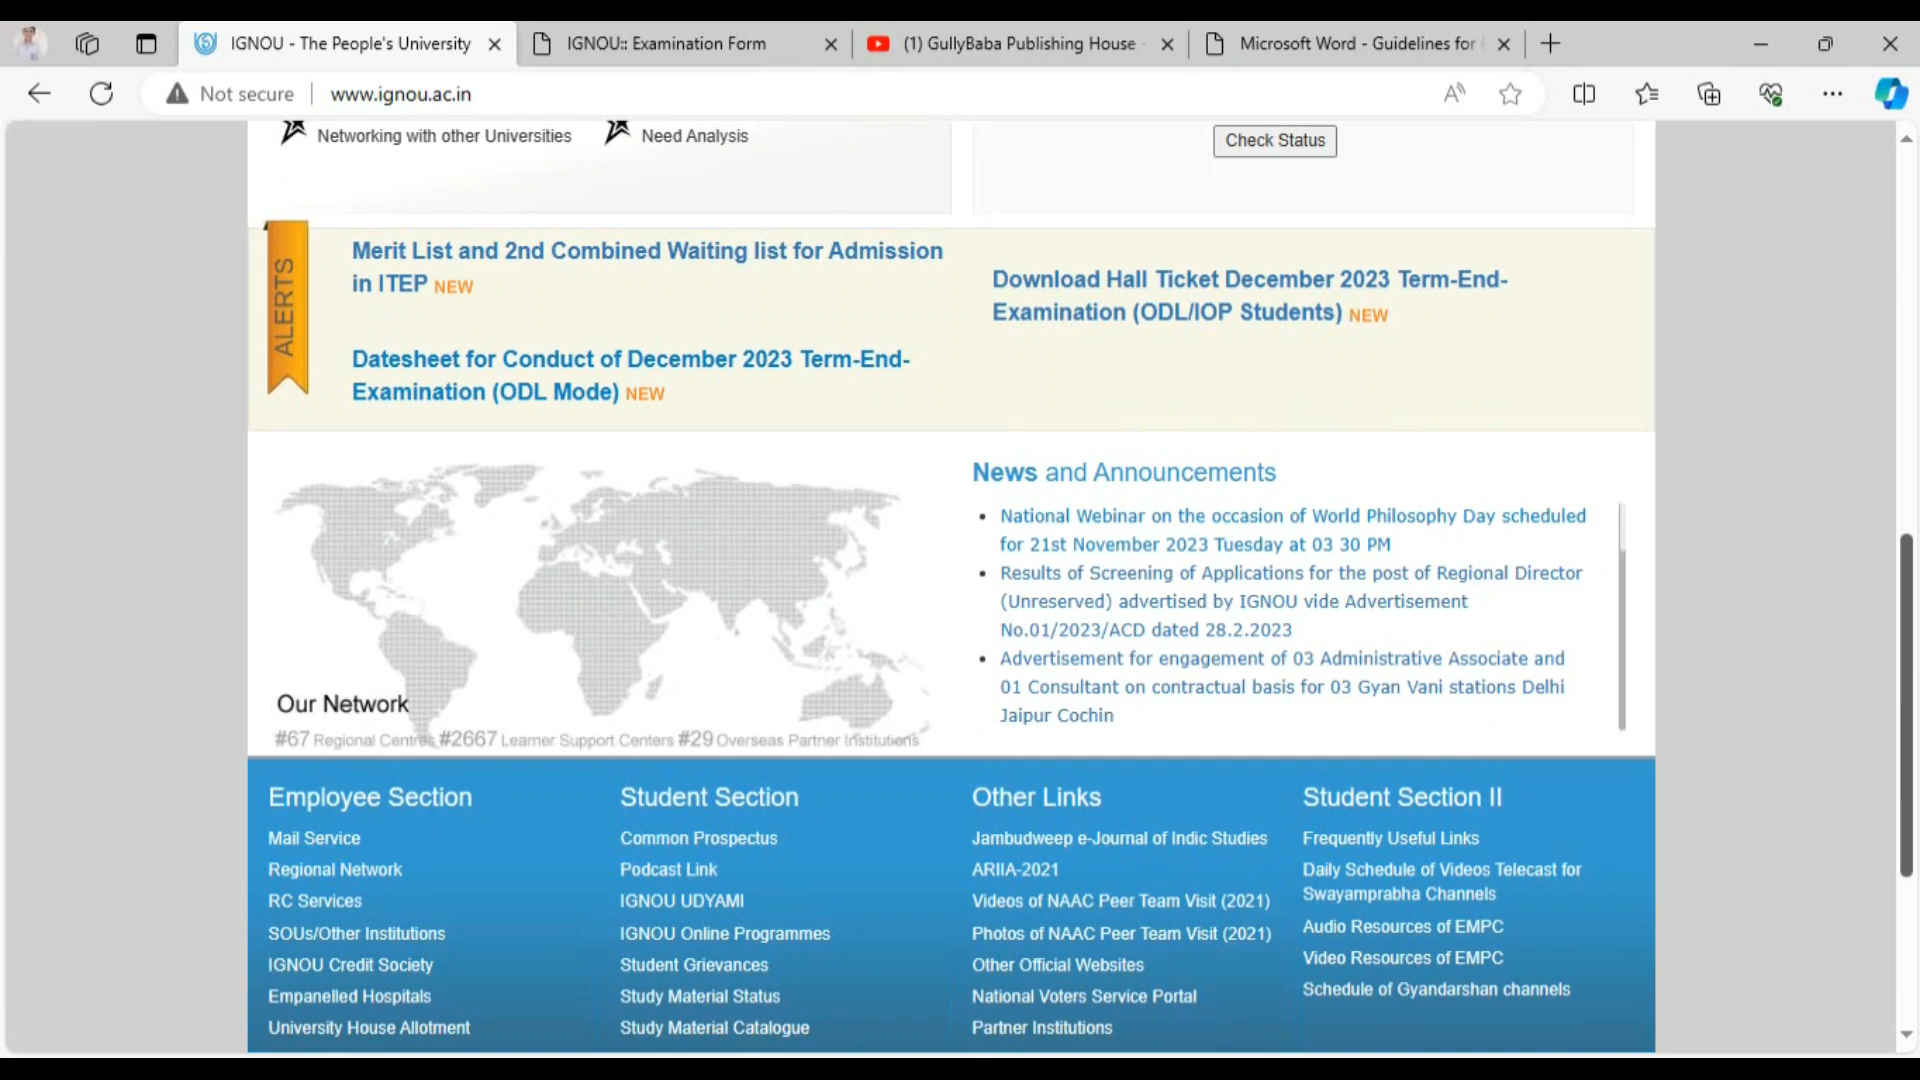 IGNOU - The People's University
IGNOU:: Examination Form
(1) GullyBaba Publishing House -
Microsoft Word - Guidelines for
Not secure
www.ignou.ac.in
Networking with other Universities
Need Analysis
Check Status
ALERTS
Merit List and 2nd Combined Waiting list for Admission
in ITEP NEW
Download Hall Ticket December 2023 Term-End-
Examination (ODL/IOP Students) NEW
Datesheet for Conduct of December 2023 Term-End-
Examination (ODL Mode) NEW
News and Announcements
National Webinar on the occasion of World Philosophy Day scheduled
for 21st November 2023 Tuesday at 03 30 PM
Results of Screening of Applications for the post of Regional Director
(Unreserved) advertised by IGNOU vide Advertisement
No.01/2023/ACD dated 28.2.2023
Advertisement for engagement of 03 Administrative Associate and
01 Consultant on contractual basis for 03 Gyan Vani stations Delhi
Jaipur Cochin
Our Network
#67 Regional Centres #2667 Learner Support Centers #29 Overseas Partner Institutions
Employee Section
Mail Service
Regional Network
RC Services
SOUs/Other Institutions
IGNOU Credit Society
Empanelled Hospitals
University House Allotment
Student Section
Common Prospectus
Podcast Link
IGNOU UDYAMI
IGNOU Online Programmes
Student Grievances
Study Material Status
Study Material Catalogue
Other Links
Jambudweep e-Journal of Indic Studies
ARIIA-2021
Videos of NAAC Peer Team Visit (2021)
Photos of NAAC Peer Team Visit (2021)
Other Official Websites
National Voters Service Portal
Partner Institutions
Student Section II
Frequently Useful Links
Daily Schedule of Videos Telecast for
Swayamprabha Channels
Audio Resources of EMPC
Video Resources of EMPC
Schedule of Gyandarshan channels